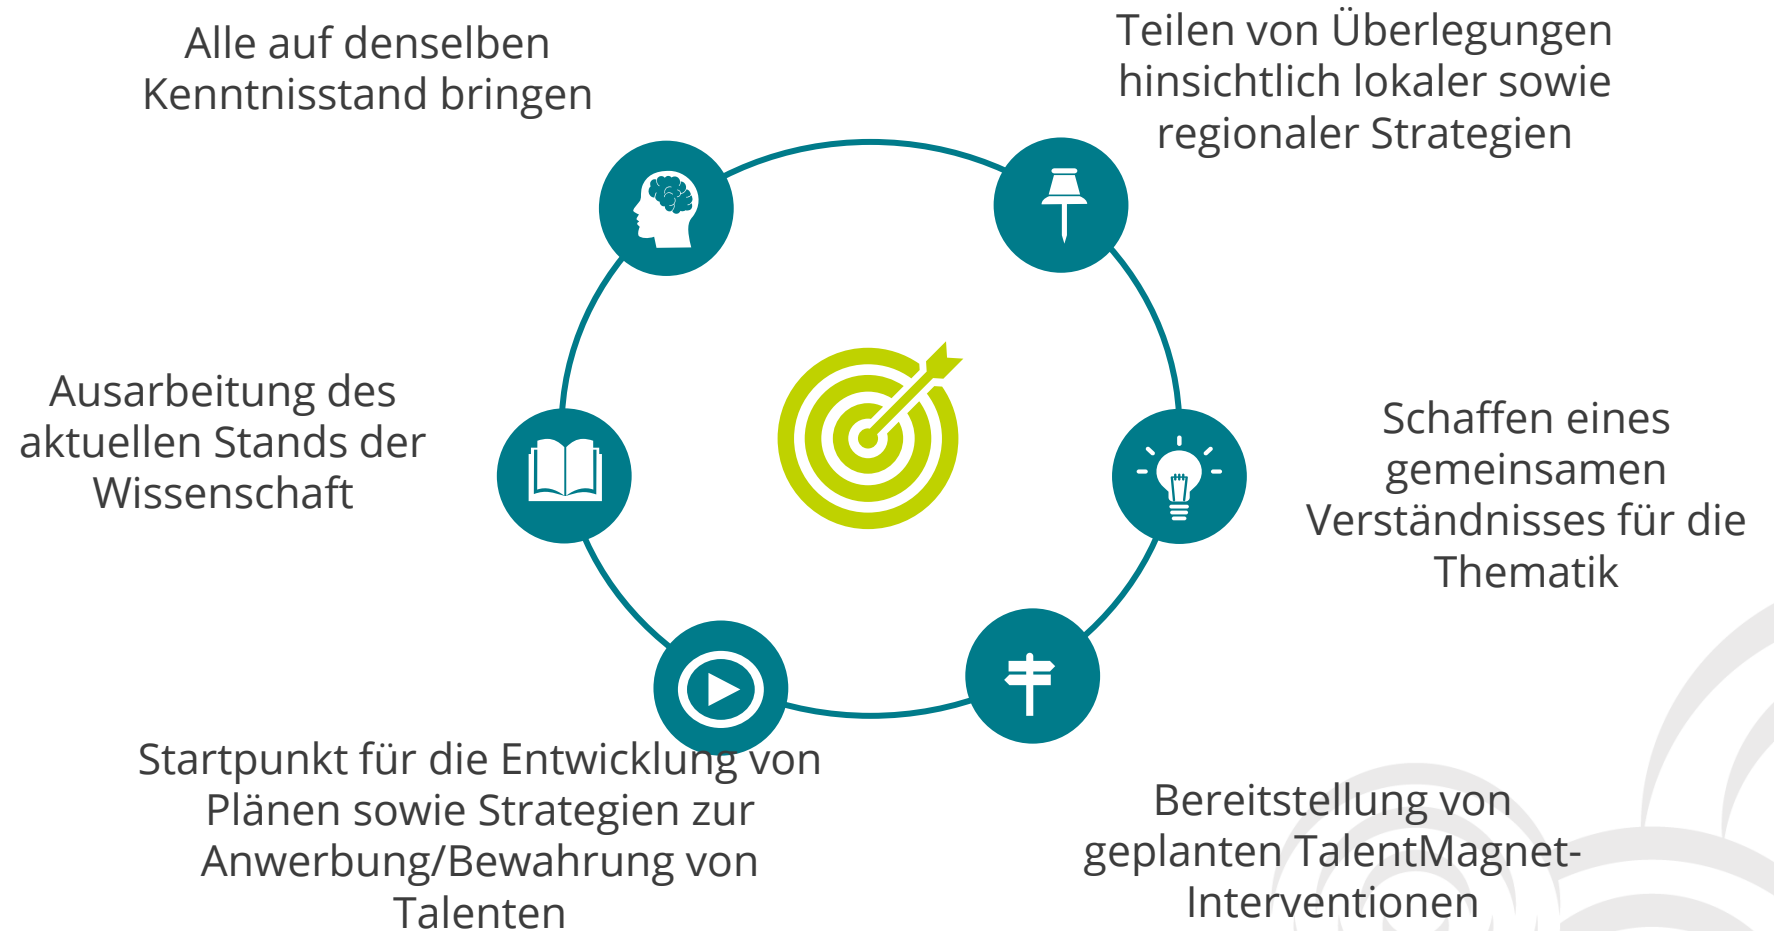 Alle auf denselben
Kenntnisstand bringen
Teilen von Überlegungen
hinsichtlich lokaler sowie
regionaler Strategien
Ausarbeitung des
aktuellen Stands der
Wissenschaft
Schaffen eines
gemeinsamen
Verständnisses für die
Thematik
Startpunkt für die Entwicklung von
Plänen sowie Strategien zur
Anwerbung/Bewahrung von
Talenten
Bereitstellung von
geplanten TalentMagnet-
Interventionen